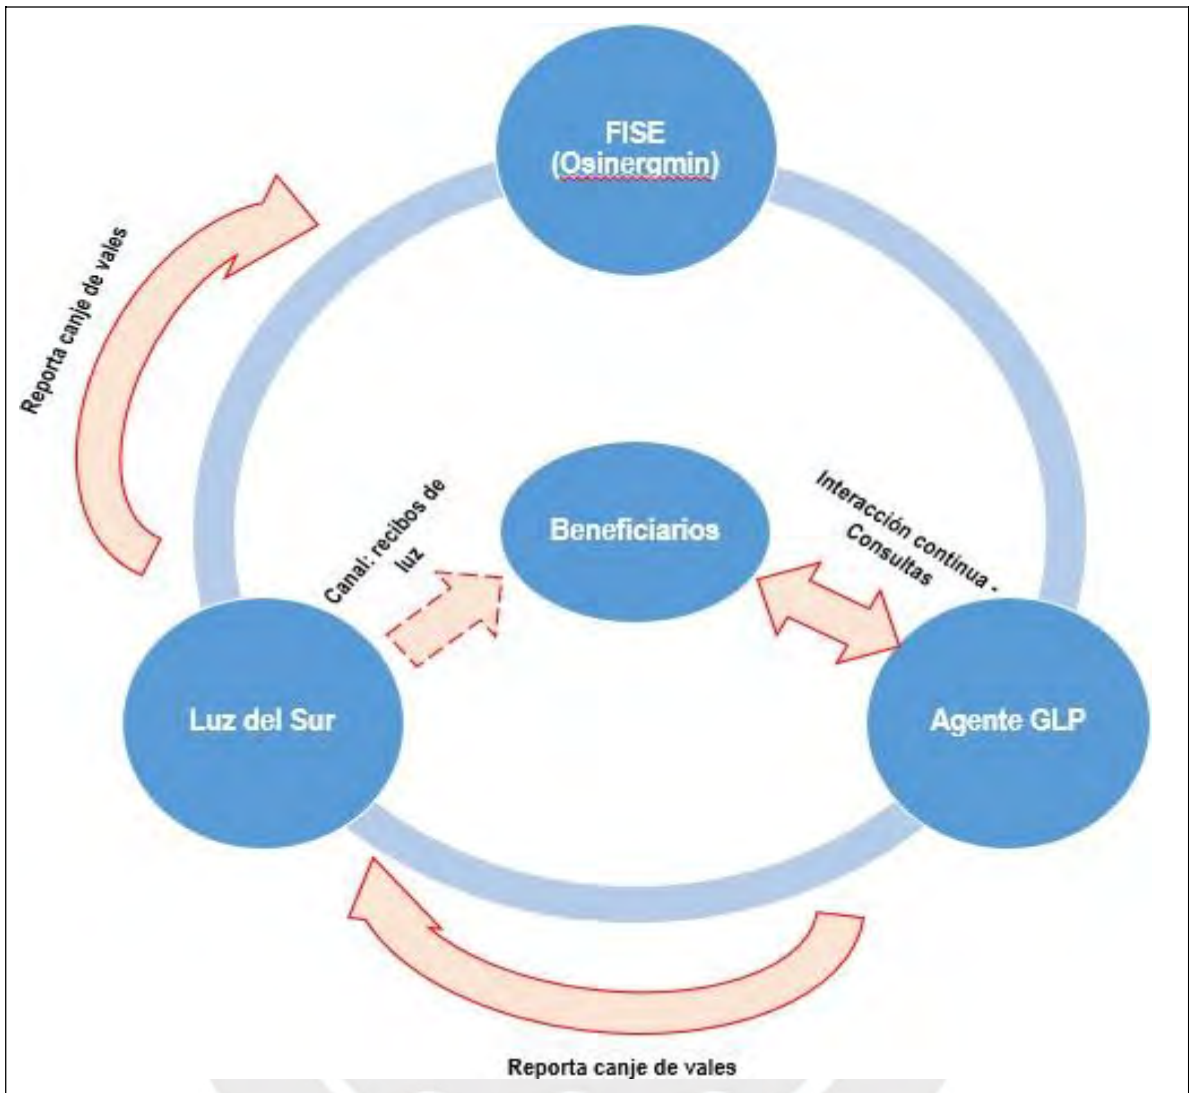 FISE
(Osinergmin)
Reporta canje de vales
Canal: recibos de
luz
Beneficiarios
Interacción continua -
Consultas
Luz del Sur
Agente GLP
Reporta canje de vales